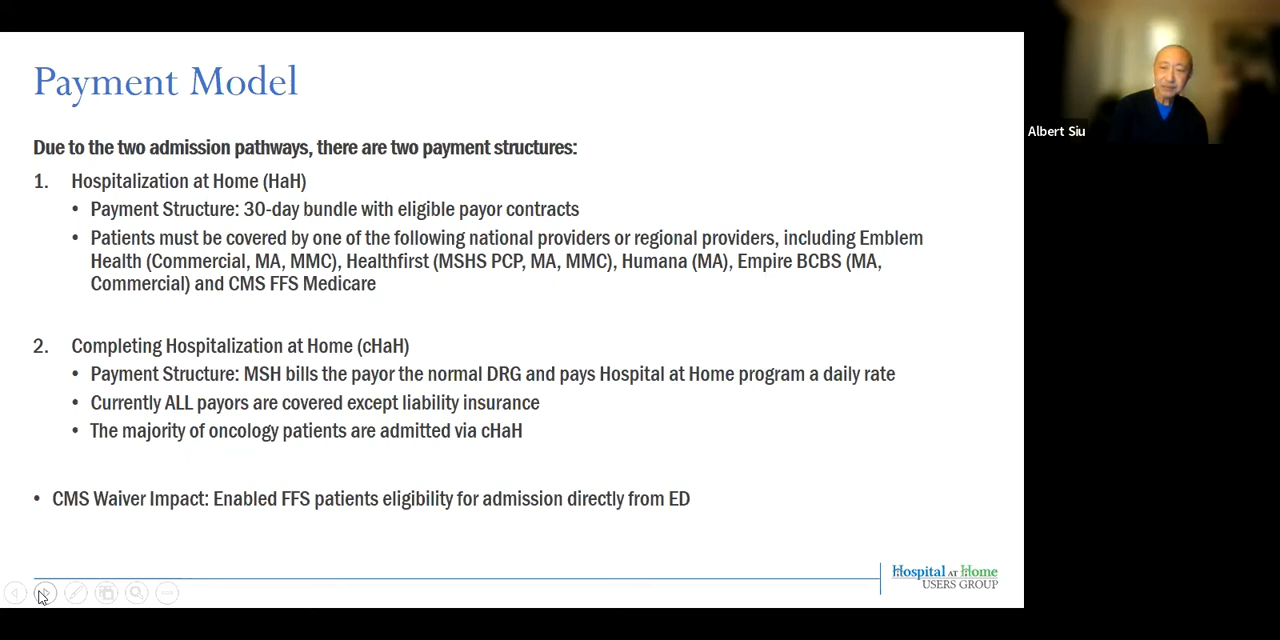 Payment Model
Due to the two admission pathways, there are two payment structures:
1. Hospitalization at Home (HaH)
• Payment Structure: 30-day bundle with eligible payor contracts
• Patients must be covered by one of the following national providers or regional providers, including Emblem
Health (Commercial, MA, MMC), Healthfirst (MSHS PCP, MA, MMC), Humana (MA), Empire BCBS (MA,
Commercial) and CMS FFS Medicare
2. Completing Hospitalization at Home (cHaH)
• Payment Structure: MSH bills the payor the normal DRG and pays Hospital at Home program a daily rate
• Currently ALL payors are covered except liability insurance
• The majority of oncology patients are admitted via cHaH
• CMS Waiver Impact: Enabled FFS patients eligibility for admission directly from ED
Hospital at Home
USERS GROUP
Albert Siu